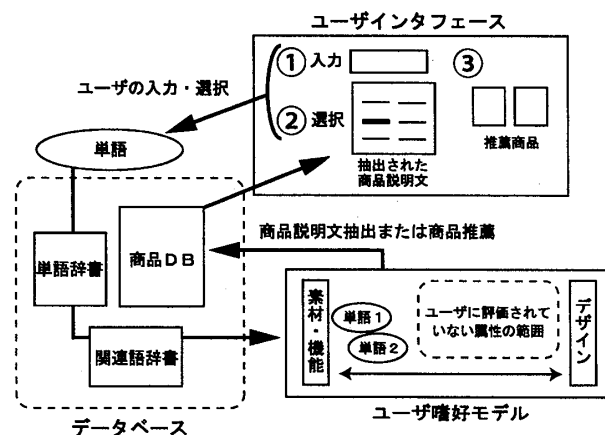 ユーザインタフェース
① 入力
③
ユーザの入力・選択
② 選択
単語
抽出された
商品説明文
推薦商品
商品説明文抽出または商品推薦
単語辞書
商品DB
関連語辞書
素材・機能
単語1
単語2
ユーザに評価されて
いない属性の範囲
デザイン
データベース
ユーザ嗜好モデル